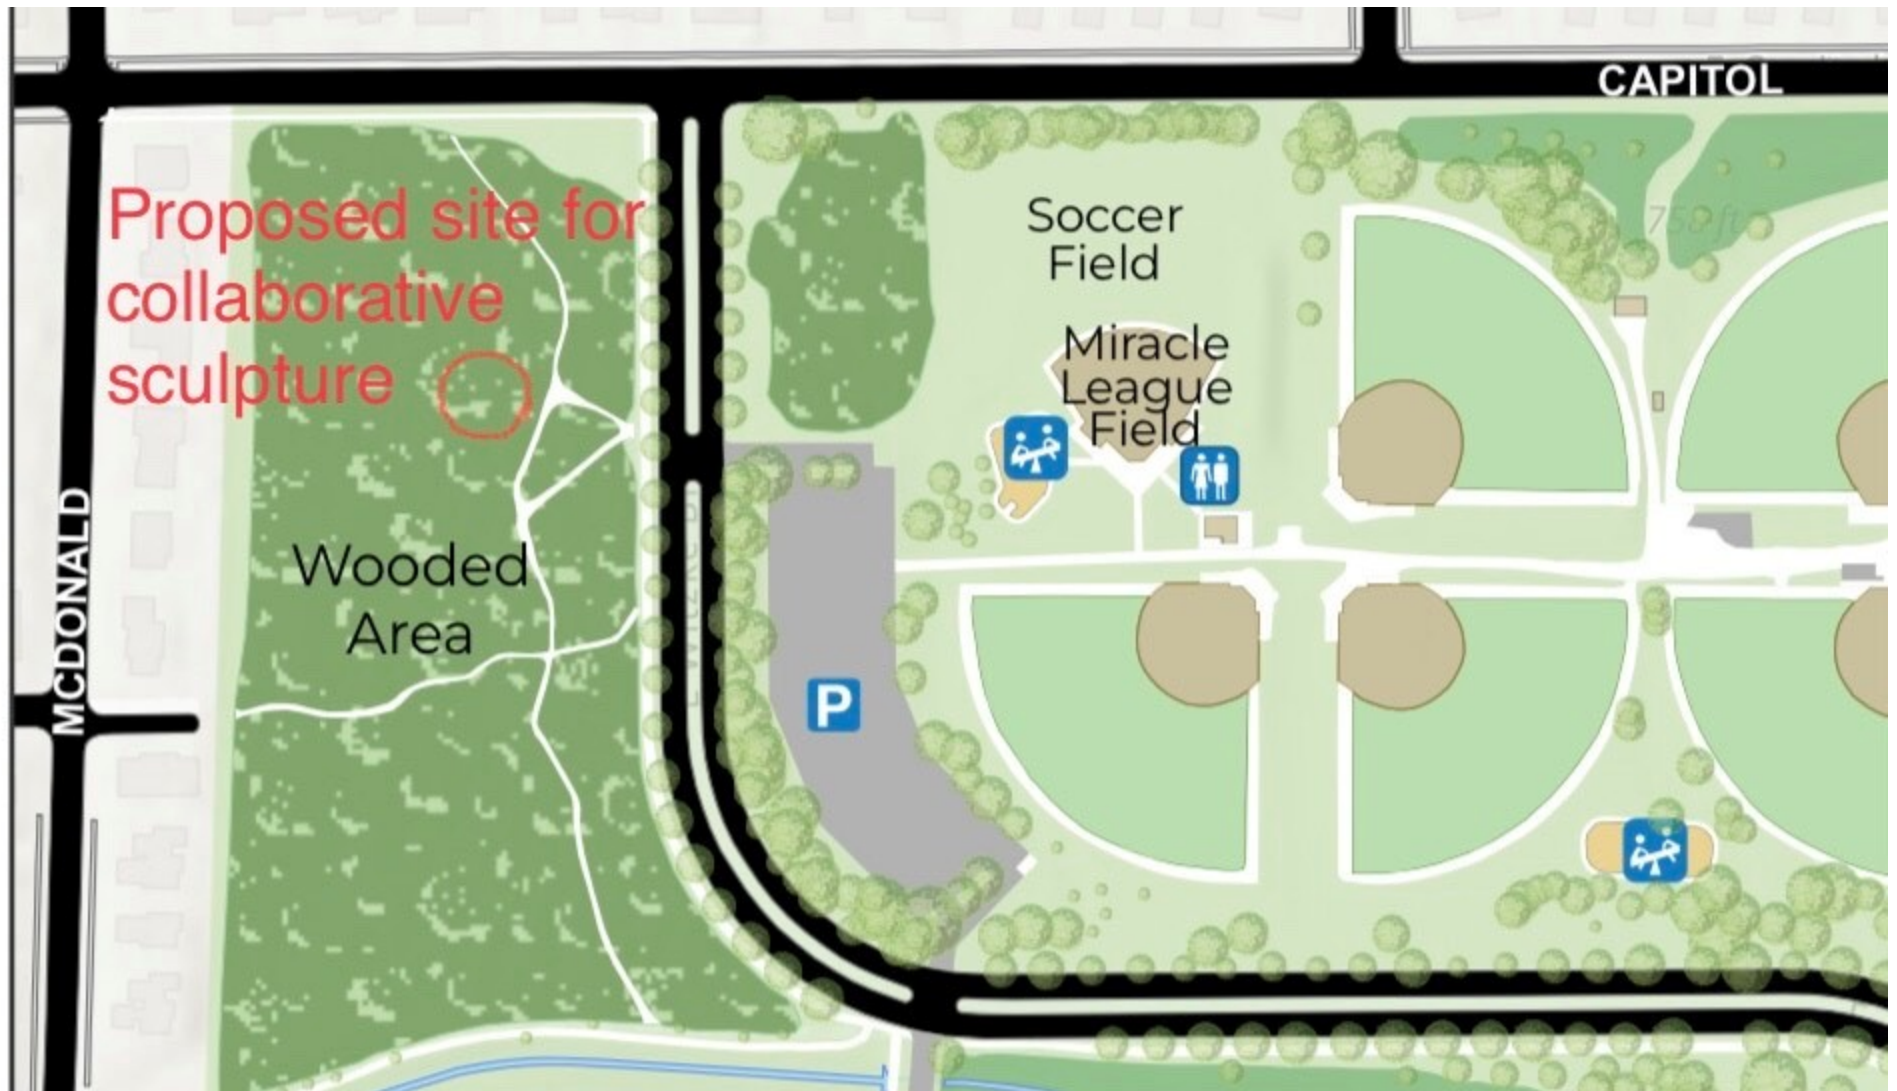 CAPITOL
Proposed site for
collaborative
sculpture
Soccer
Field
Miracle
League
Field
MCDONALD
Wooded
Area
P